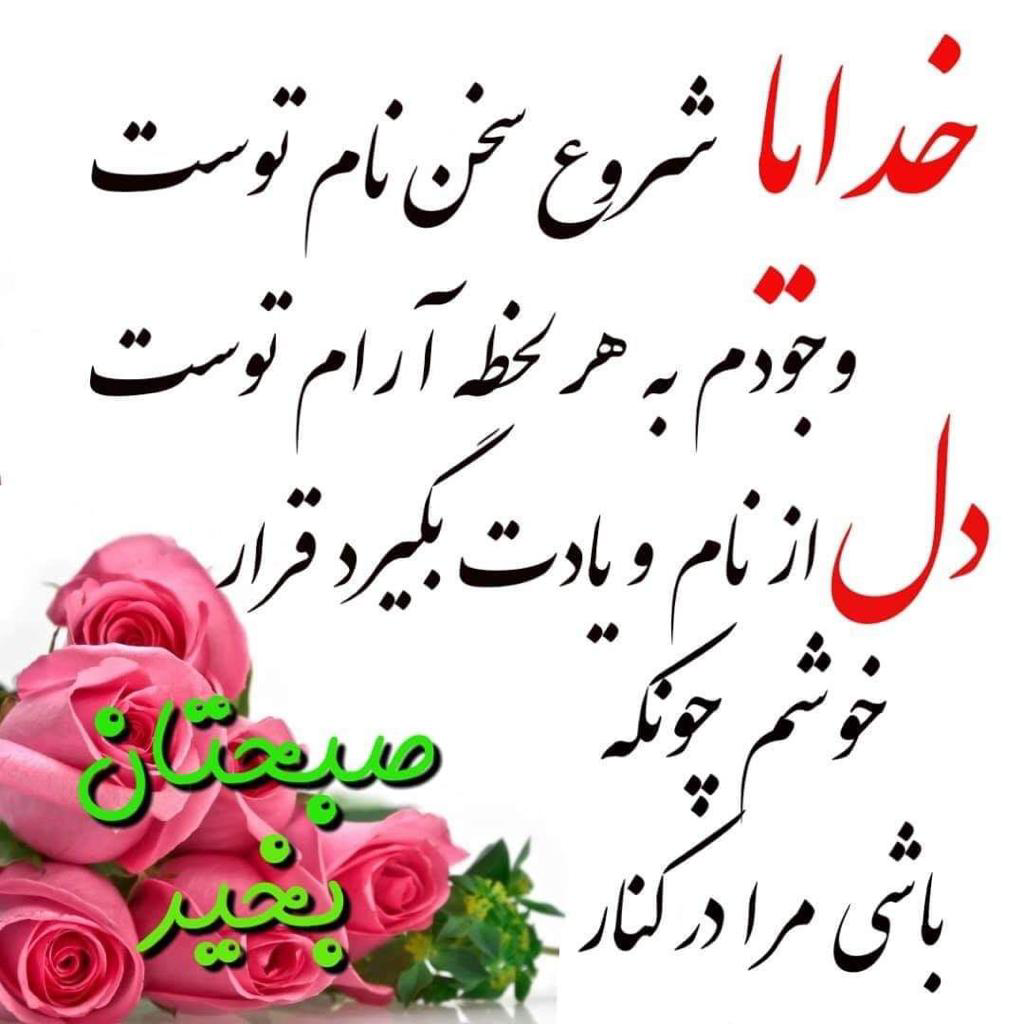 خدایا شروع سخن نام توست
وجودم به هر لحظه آرام توست
دل از نام و یادت بگیرد قرار
خوشم چونکه
باشی مرا در کنار
صبحتان
بخیر